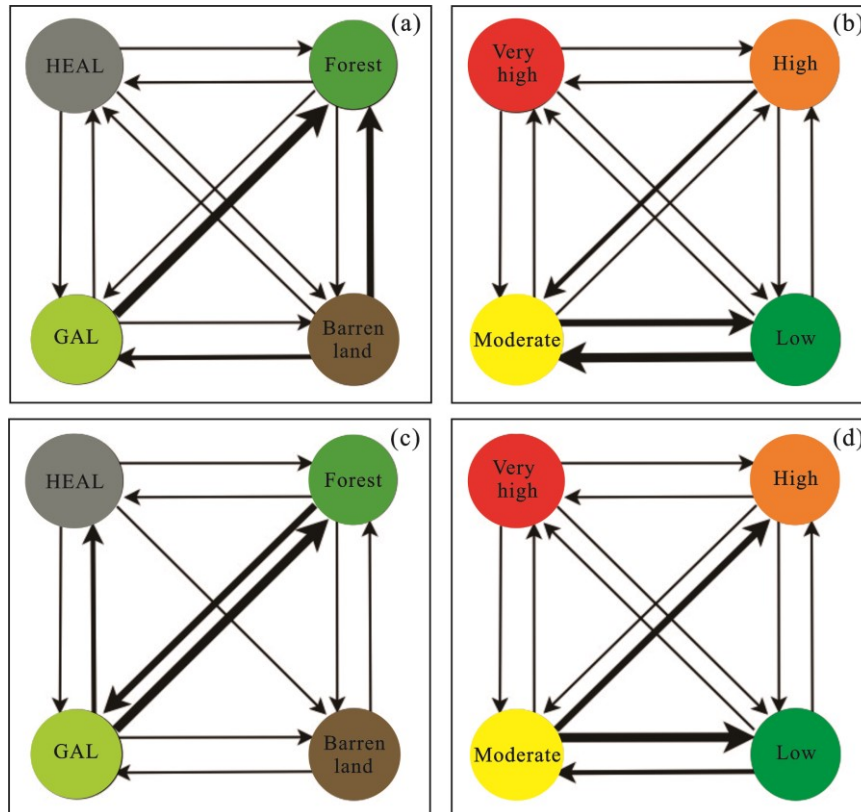 (a)
HEAL
Forest
GAL
Barren
land
(b)
Very
high
High
Moderate
Low
(c)
HEAL
Forest
GAL
Barren
land
(d)
Very
high
High
Moderate
Low